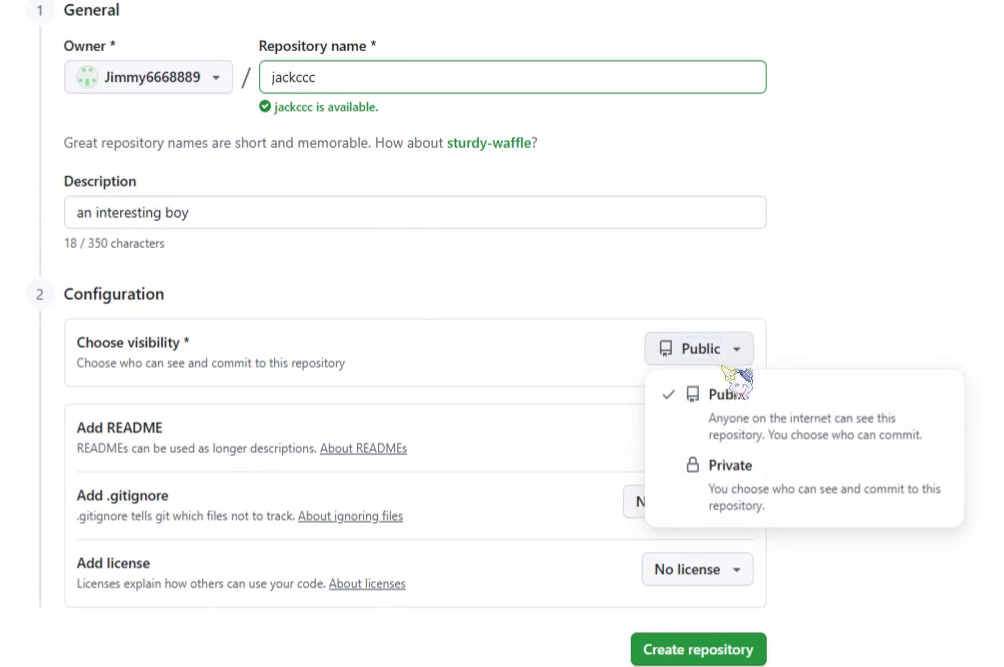 1 General
Owner * Repository name *
Jimmy6668889 / jackccc
jackccc is available.
Great repository names are short and memorable. How about sturdy-waffle?
Description
an interesting boy
18 / 350 characters
2 Configuration
Choose visibility *
Choose who can see and commit to this repository
Public
Public
Anyone on the internet can see this
repository. You choose who can commit.
Private
You choose who can see and commit to this
repository.
Add README
READMEs can be used as longer descriptions. About READMEs
Add .gitignore
.gitignore tells git which files not to track. About ignoring files
Add license
Licenses explain how others can use your code. About licenses
No license
Create repository